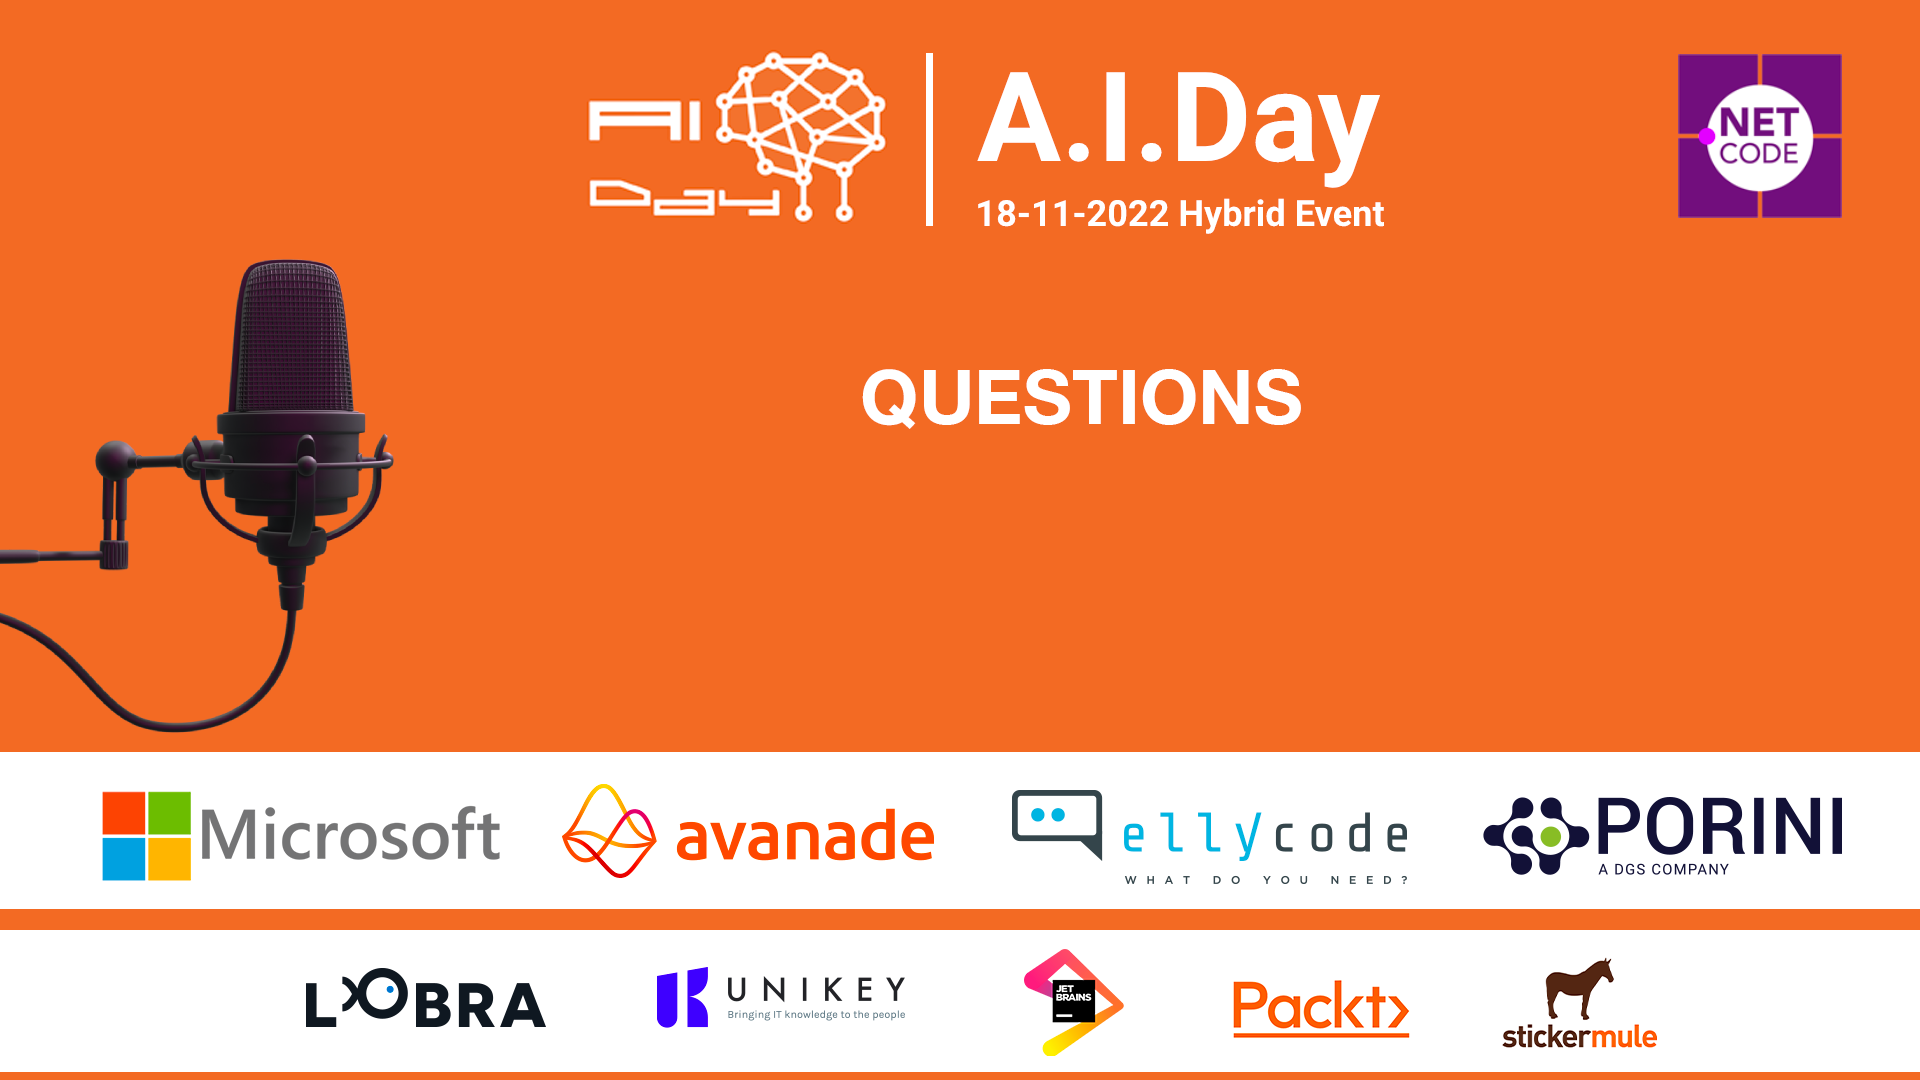 AI
Day
A.I.Day
18-11-2022 Hybrid Event
NET
CODE
QUESTIONS
Microsoft
avanade
ellycode
WHAT DO YOU NEED?
PORINI
A DGS COMPANY
LOBRA
UNIKEY
Bringing IT knowledge to the people
JET
BRAINS
Packt
stickermule